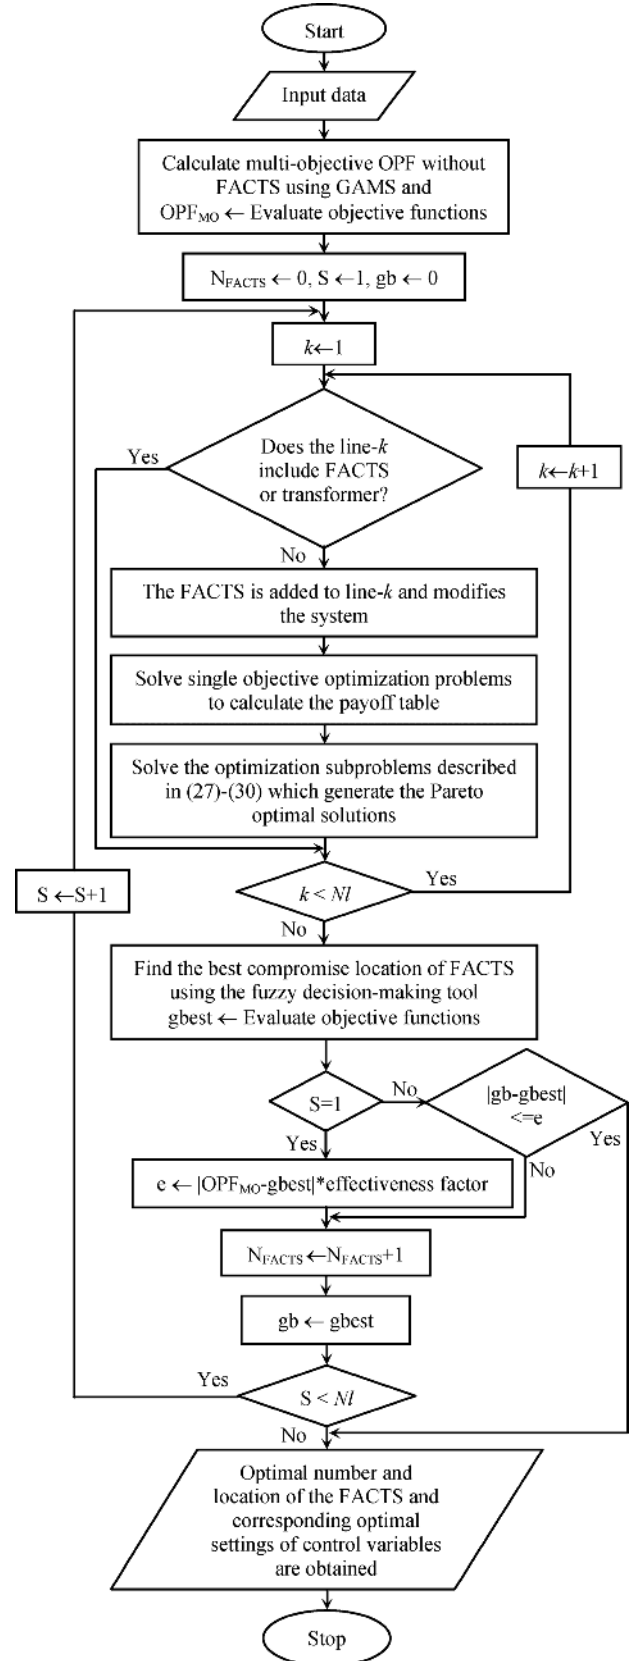 Start
Input data
Calculate multi-objective OPF without
FACTS using GAMS and
OPF_MO ← Evaluate objective functions
N_FACTS ← 0, S ←1, gb ← 0
k←1
Does the line-k
include FACTS
or transformer?
Yes
No
k←k+1
The FACTS is added to line-k and modifies
the system
Solve single objective optimization problems
to calculate the payoff table
Solve the optimization subproblems described
in (27)-(30) which generate the Pareto
optimal solutions
S ←S+1
k < Nl
Yes
No
Find the best compromise location of FACTS
using the fuzzy decision-making tool
gbest ← Evaluate objective functions
S=1
No
Yes
|gb-gbest|
<=e
Yes
No
e ← |OPF_MO-gbest|*effectiveness factor
N_FACTS←N_FACTS+1
gb ← gbest
S < Nl
Yes
No
Optimal number and
location of the FACTS and
corresponding optimal
settings of control variables
are obtained
Stop